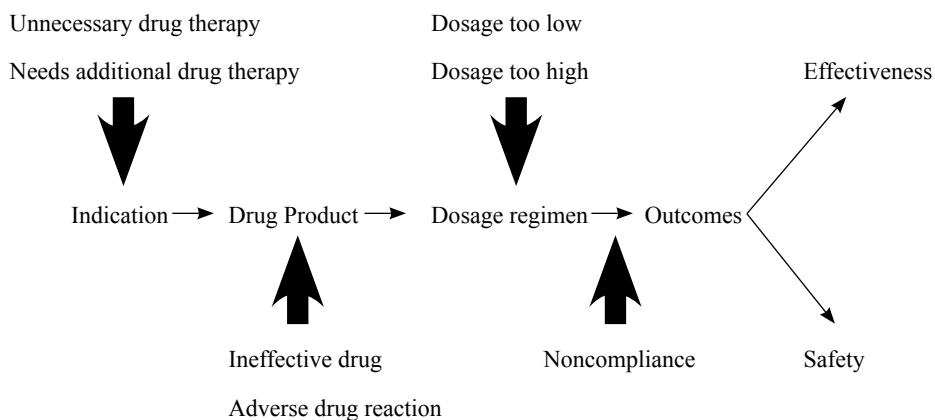 Unnecessary drug therapy
Needs additional drug therapy
Dosage too low
Dosage too high
Effectiveness
Indication
Drug Product
Dosage regimen
Outcomes
Ineffective drug
Adverse drug reaction
Noncompliance
Safety